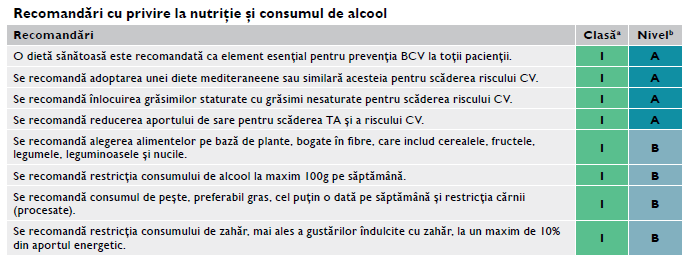 Recomandări cu privire la nutriție și consumul de alcool
Recomandări Clasăᵃ Nivelᵇ
O dietă sănătoasă este recomandată ca element esențial pentru prevenția BCV la toții pacienții. I A
Se recomandă adoptarea unei diete mediteraneene sau similară acesteia pentru scăderea riscului CV. I A
Se recomandă înlocuirea grăsimilor staturate cu grăsimi nesaturate pentru scăderea riscului CV. I A
Se recomandă reducerea aportului de sare pentru scăderea TA și a riscului CV. I A
Se recomandă alegerea alimentelor pe bază de plante, bogate în fibre, care includ cerealele, fructele,
legumele, leguminoasele și nucile. I B
Se recomandă restricția consumului de alcool la maxim 100g pe săptămână. I B
Se recomandă consumul de pește, preferabil gras, cel puțin o dată pe săptămână și restricția cărnii
(procesate). I B
Se recomandă restricția consumului de zahăr, mai ales a gustărilor îndulcite cu zahăr, la un maxim de 10%
din aportul energetic. I B